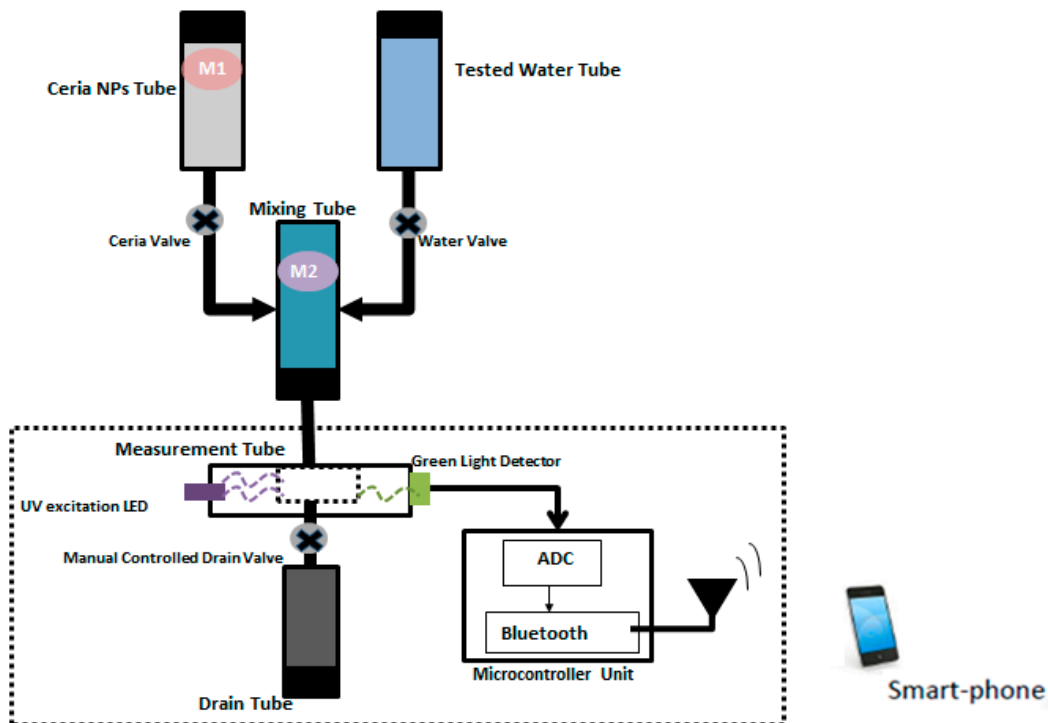 M1
Ceria NPs Tube
Tested Water Tube
Mixing Tube
Ceria Valve
Water Valve
M2
Measurement Tube
Green Light Detector
UV excitation LED
Manual Controlled Drain Valve
ADC
Bluetooth
Microcontroller Unit
Drain Tube
Smart-phone